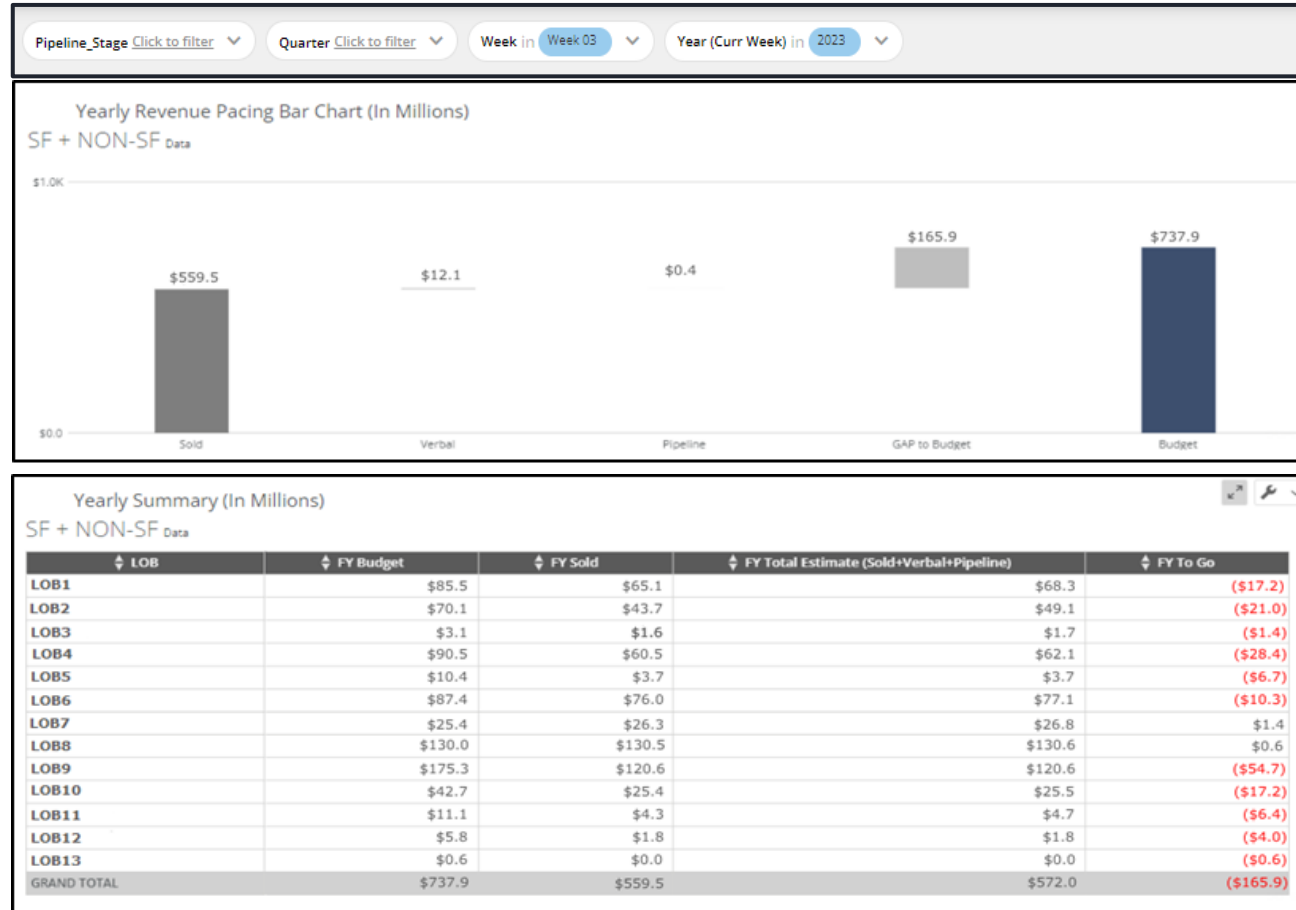 Pipeline_Stage Click to filter Quarter Click to filter Week in Week 03 Year (Curr Week) in 2023
Yearly Revenue Pacing Bar Chart (In Millions)
SF + NON-SF Data
$1.0K
$165.9 $737.9
$559.5 $12.1 $0.4
$0.0
Sold Verbal Pipeline GAP to Budget Budget
Yearly Summary (In Millions)
SF + NON-SF Data
LOB FY Budget FY Sold FY Total Estimate (Sold+Verbal+Pipeline) FY To Go
LOB1 $85.5 $65.1 $68.3 ($17.2)
LOB2 $70.1 $43.7 $49.1 ($21.0)
LOB3 $3.1 $1.6 $1.7 ($1.4)
LOB4 $90.5 $60.5 $62.1 ($28.4)
LOB5 $10.4 $3.7 $3.7 ($6.7)
LOB6 $87.4 $76.0 $77.1 ($10.3)
LOB7 $25.4 $26.3 $26.8 $1.4
LOB8 $130.0 $130.5 $130.6 $0.6
LOB9 $175.3 $120.6 $120.6 ($54.7)
LOB10 $42.7 $25.4 $25.5 ($17.2)
LOB11 $11.1 $4.3 $4.7 ($6.4)
LOB12 $5.8 $1.8 $1.8 ($4.0)
LOB13 $0.6 $0.0 $0.0 ($0.6)
GRAND TOTAL $737.9 $559.5 $572.0 ($165.9)